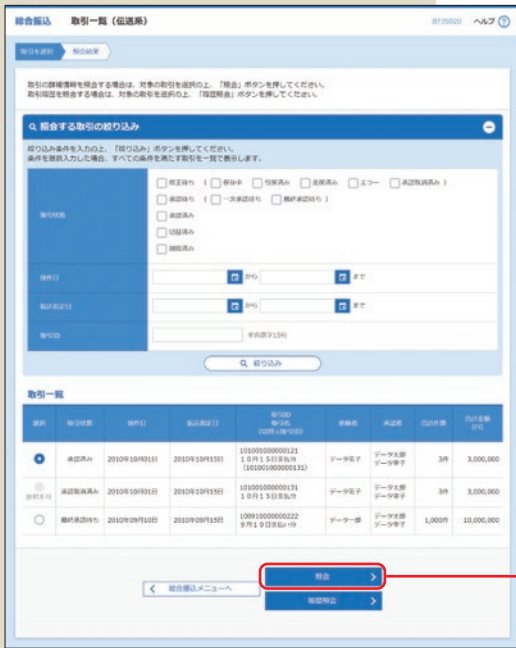 総合振込 取引一覧（伝送系） BTJS020 ヘルプ
取引を選択 照会結果
取引の詳細情報を照会する場合は、対象の取引を選択の上、「照会」ボタンを押してください。
取引履歴を照会する場合は、対象の取引を選択の上、「履歴照会」ボタンを押してください。
照会する取引の絞り込み
絞り込み条件を入力の上、「絞り込み」ボタンを押してください。
条件を複数入力した場合、すべての条件を満たす取引を一覧で表示します。
取引状態
修正待ち （ 保存中 引戻済み 差戻済み エラー 承認取消済み ）
承認待ち （ 一次承認待ち 最終承認待ち ）
承認済み
切替済み
削除済み
操作日 から まで
振込指定日 から まで
取引ID 半角数字15桁
絞り込み
取引一覧
選択 取引状態 操作日 振込指定日 取引ID 取引名 依頼者 承認者 合計件数 合計金額
承認済み 2010年10月01日 2010年10月15日 101001000000121 データ花子 データ太郎 3件 3,000,000
１０月１５日支払分 データ幸子
(101001000000131)
参照不可 承認取消済み 2010年10月01日 2010年10月15日 101001000000131 データ花子 データ太郎 3件 3,000,000
１０月１５日支払分 データ幸子
最終承認待ち 2010年09月10日 2010年09月15日 100910000000222 データ一郎 データ太郎 1,000件 10,000,000
９月１０日支払い分 データ幸子
照会
総合振込メニューへ
履歴照会